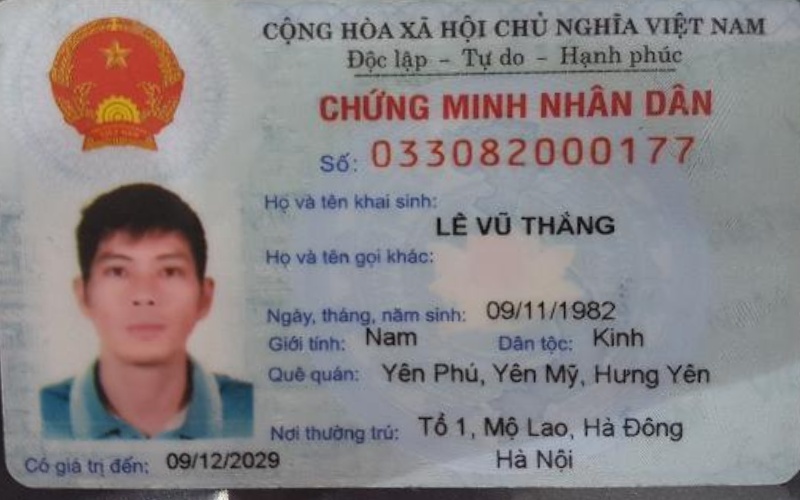 CỘNG HÒA XÃ HỘI CHỦ NGHĨA VIỆT NAM
Độc lập – Tự do – Hạnh phúc
CHỨNG MINH NHÂN DÂN
Số: 033082000177
Họ và tên khai sinh:
LÊ VŨ THẮNG
Họ và tên gọi khác:
Ngày, tháng, năm sinh: 09/11/1982
Giới tính: Nam Dân tộc: Kinh
Quê quán: Yên Phú, Yên Mỹ, Hưng Yên
Nơi thường trú: Tổ 1, Mộ Lao, Hà Đông
Hà Nội
Có giá trị đến: 09/12/2029